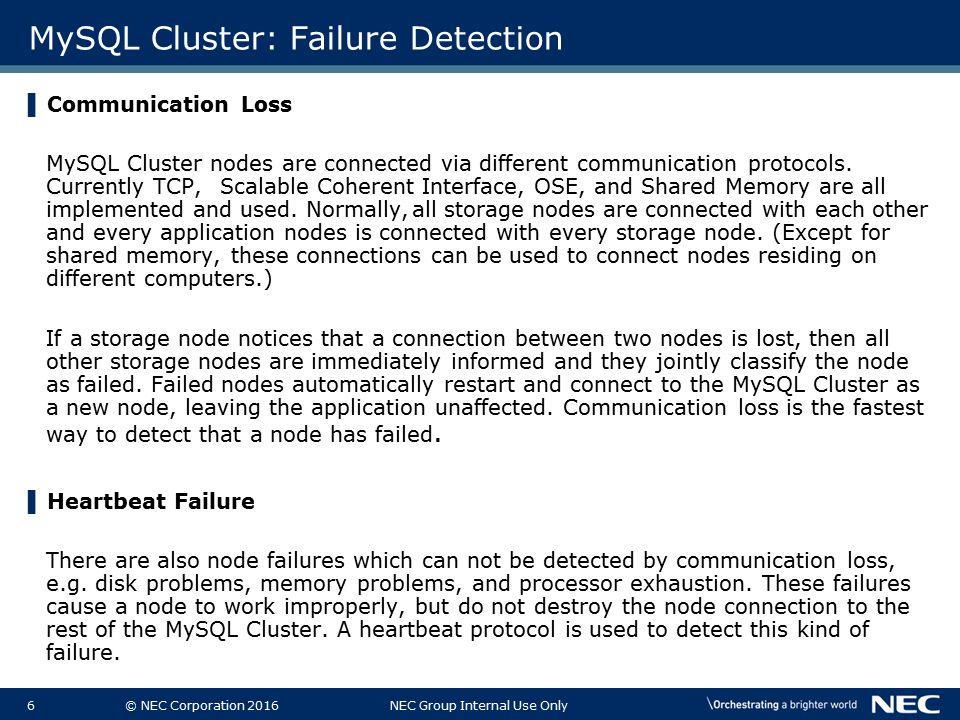 MySQL Cluster: Failure Detection
Communication Loss
MySQL Cluster nodes are connected via different communication protocols.
Currently TCP, Scalable Coherent Interface, OSE, and Shared Memory are all
implemented and used. Normally, all storage nodes are connected with each other
and every application nodes is connected with every storage node. (Except for
shared memory, these connections can be used to connect nodes residing on
different computers.)
If a storage node notices that a connection between two nodes is lost, then all
other storage nodes are immediately informed and they jointly classify the node
as failed. Failed nodes automatically restart and connect to the MySQL Cluster as
a new node, leaving the application unaffected. Communication loss is the fastest
way to detect that a node has failed.
Heartbeat Failure
There are also node failures which can not be detected by communication loss,
e.g. disk problems, memory problems, and processor exhaustion. These failures
cause a node to work improperly, but do not destroy the node connection to the
rest of the MySQL Cluster. A heartbeat protocol is used to detect this kind of
failure.
6 © NEC Corporation 2016 NEC Group Internal Use Only \Orchestrating a brighter world NEC